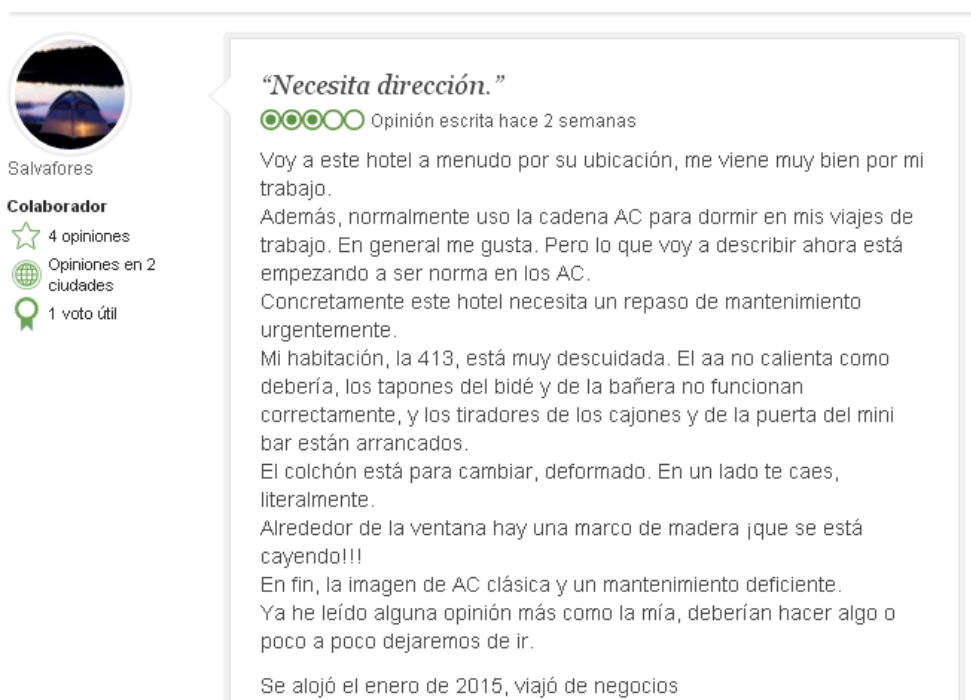 Salvafores
Colaborador
4 opiniones
Opiniones en 2
ciudades
1 voto útil
“Necesita dirección.”
Opinión escrita hace 2 semanas
Voy a este hotel a menudo por su ubicación, me viene muy bien por mi
trabajo.
Además, normalmente uso la cadena AC para dormir en mis viajes de
trabajo. En general me gusta. Pero lo que voy a describir ahora está
empezando a ser norma en los AC.
Concretamente este hotel necesita un repaso de mantenimiento
urgentemente.
Mi habitación, la 413, está muy descuidada. El aa no calienta como
debería, los tapones del bidé y de la bañera no funcionan
correctamente, y los tiradores de los cajones y de la puerta del mini
bar están arrancados.
El colchón está para cambiar, deformado. En un lado te caes,
literalmente.
Alrededor de la ventana hay una marco de madera ¡que se está
cayendo!!!
En fin, la imagen de AC clásica y un mantenimiento deficiente.
Ya he leído alguna opinión más como la mía, deberían hacer algo o
poco a poco dejaremos de ir.
Se alojó el enero de 2015, viajó de negocios